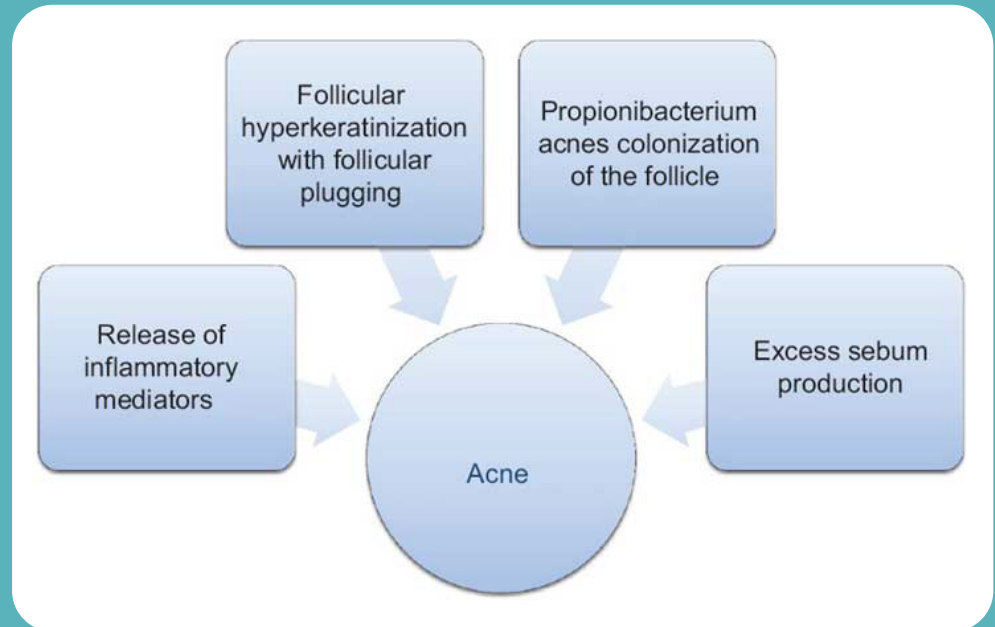 Follicular
hyperkeratinization
with follicular
plugging
Propionibacterium
acnes colonization
of the follicle
Release of
inflammatory
mediators
Excess sebum
production
Acne